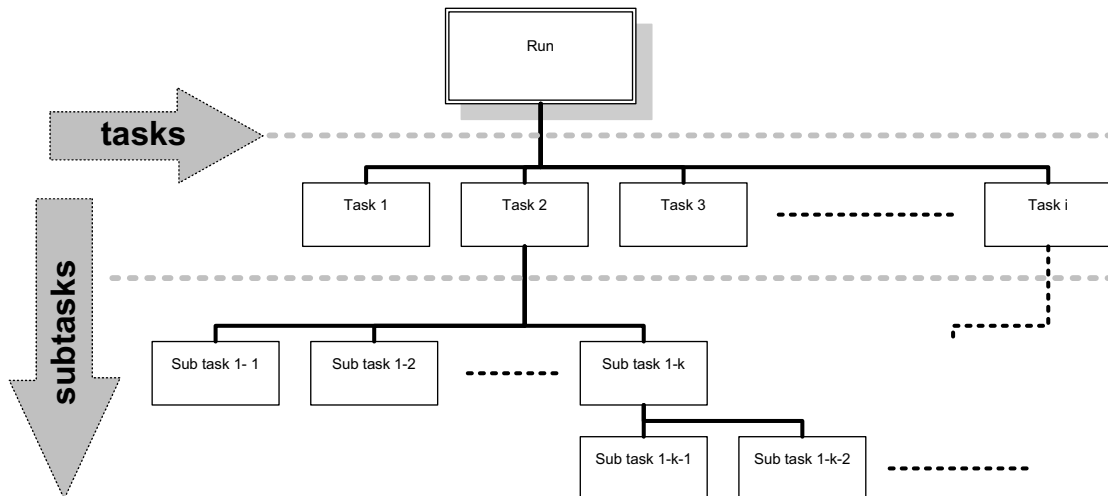 Run
tasks
Task 1
Task 2
Task 3
Task i
subtasks
Sub task 1- 1
Sub task 1-2
Sub task 1-k
Sub task 1-k-1
Sub task 1-k-2